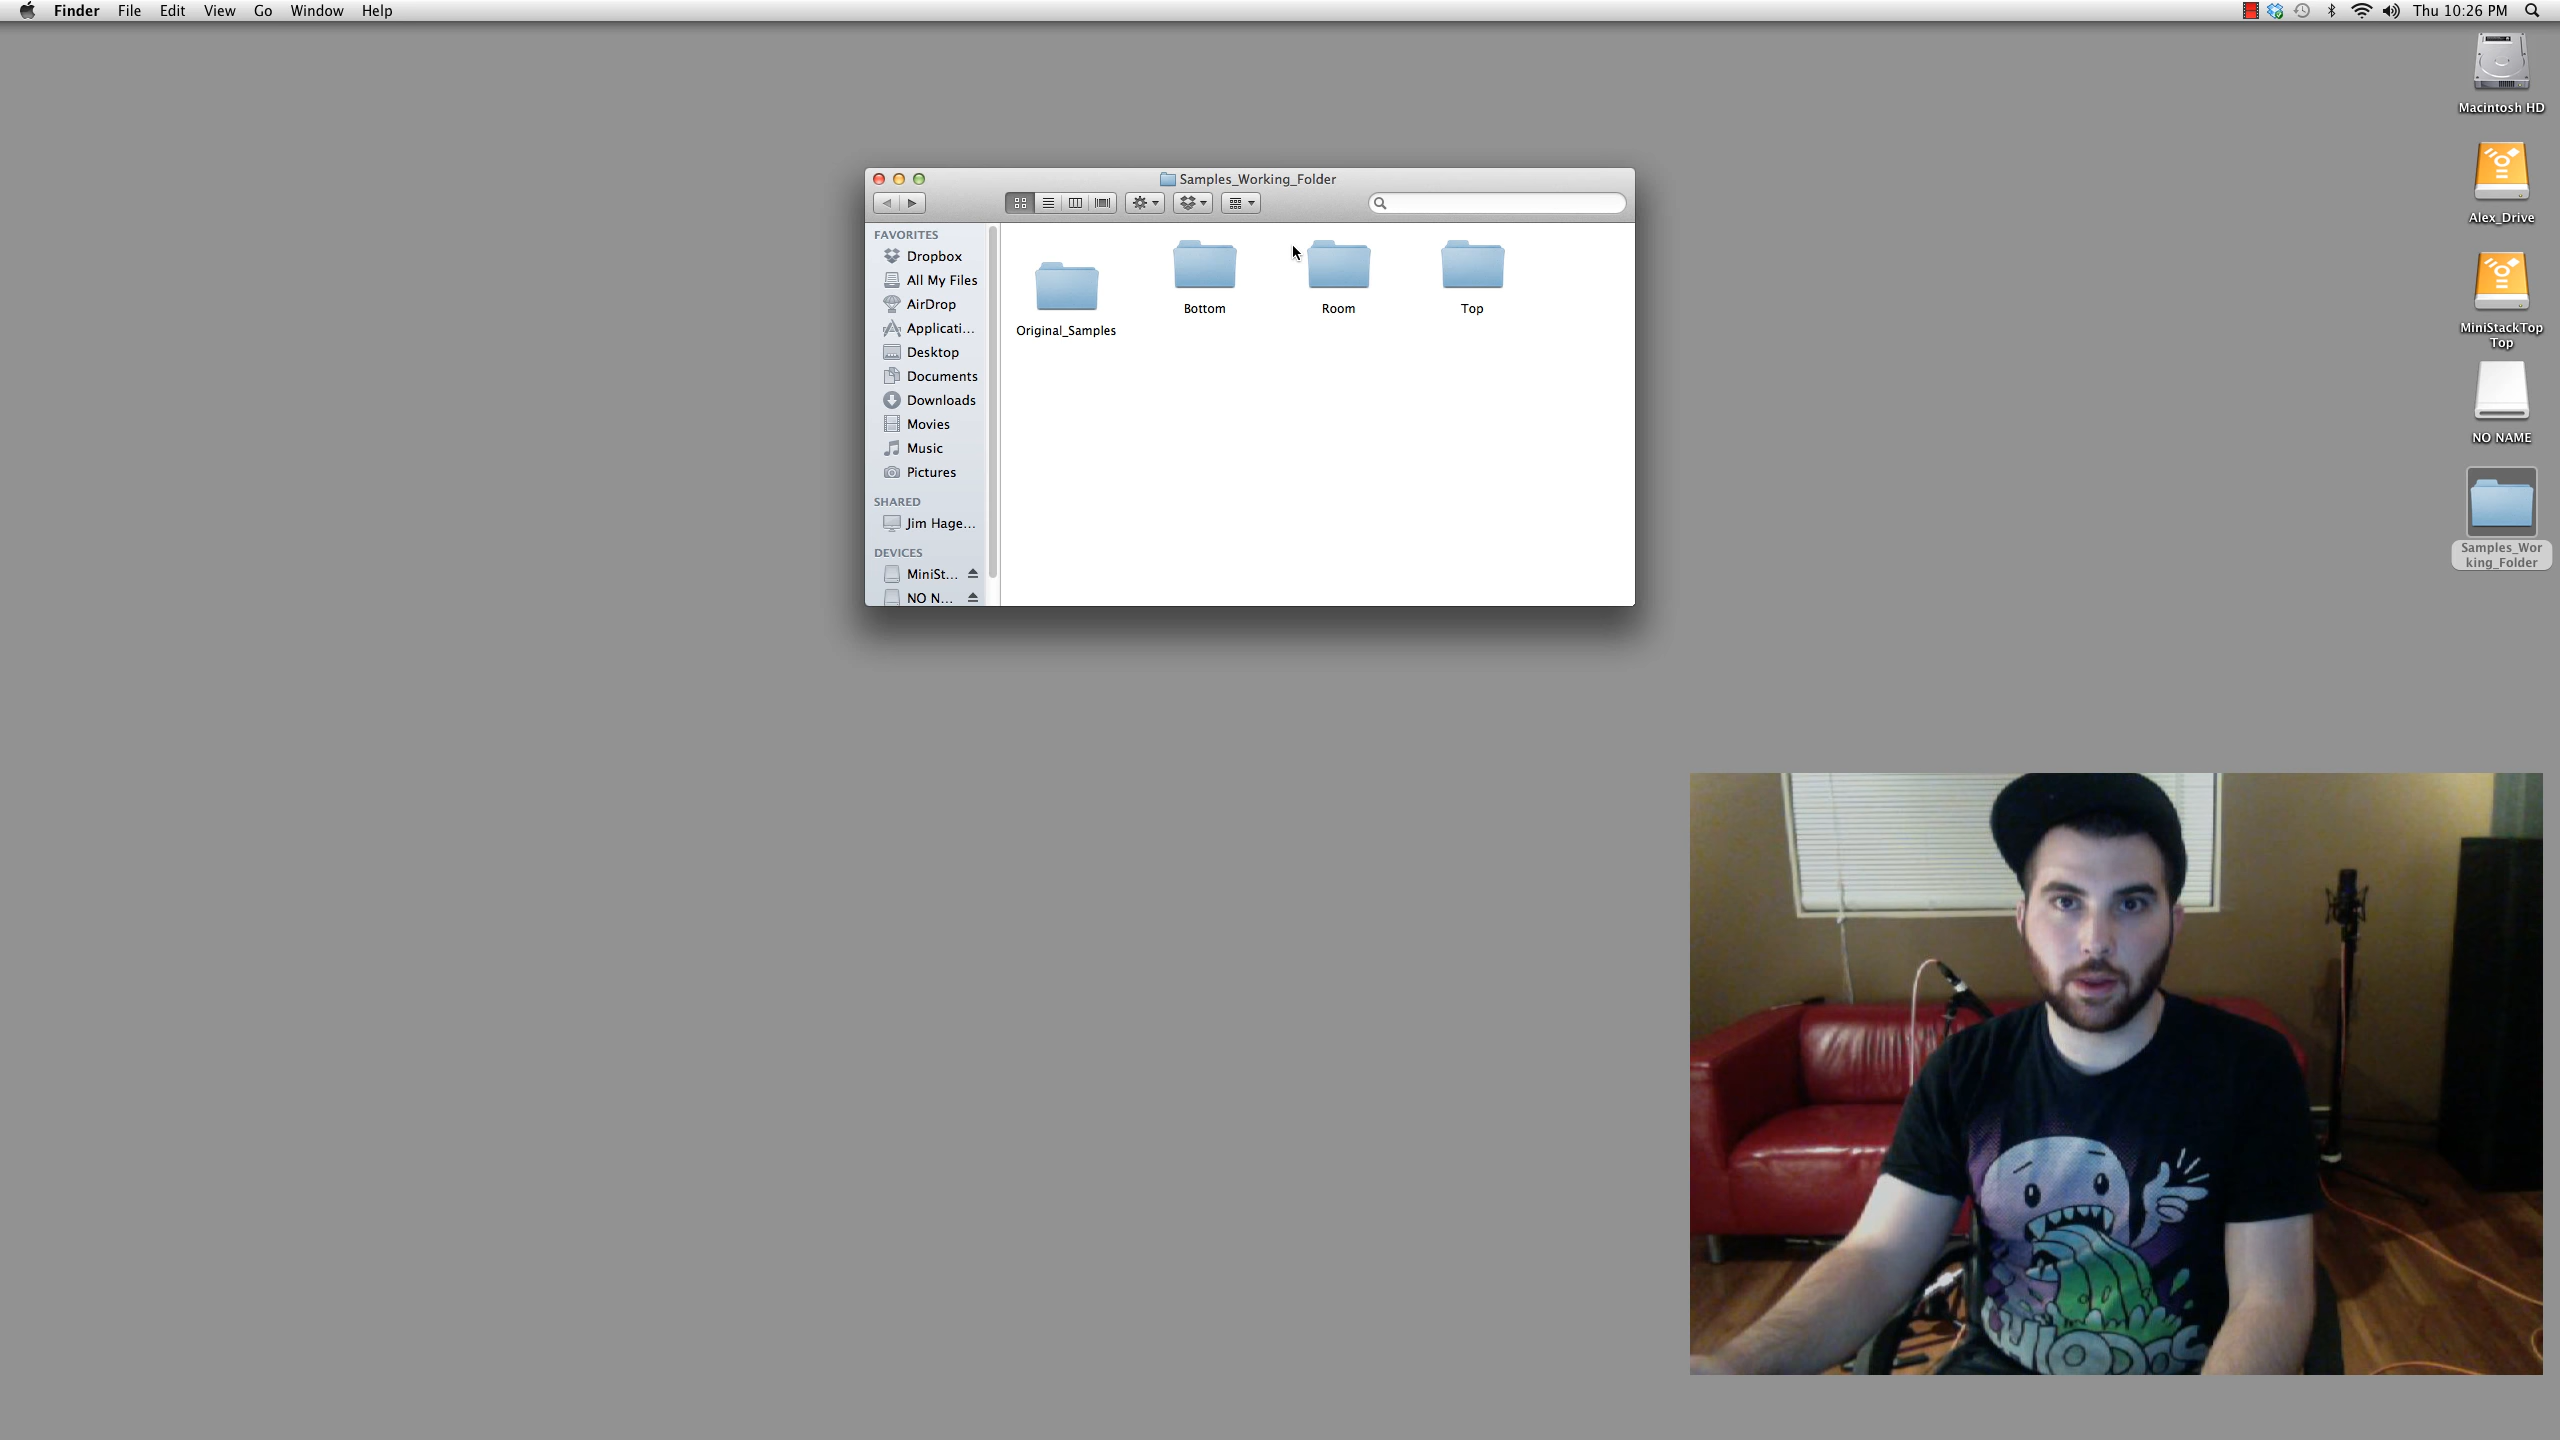 Finder File Edit View Go Window Help
Thu 10:26 PM
Macintosh HD
Alex_Drive
MiniStackTop
Top
NO NAME
Samples_Wor
king_Folder
Samples_Working_Folder
FAVORITES
Dropbox
All My Files
AirDrop
Applicati...
Desktop
Documents
Downloads
Movies
Music
Pictures
SHARED
Jim Hage...
DEVICES
MiniSt...
NO N...
Original_Samples
Bottom
Room
Top